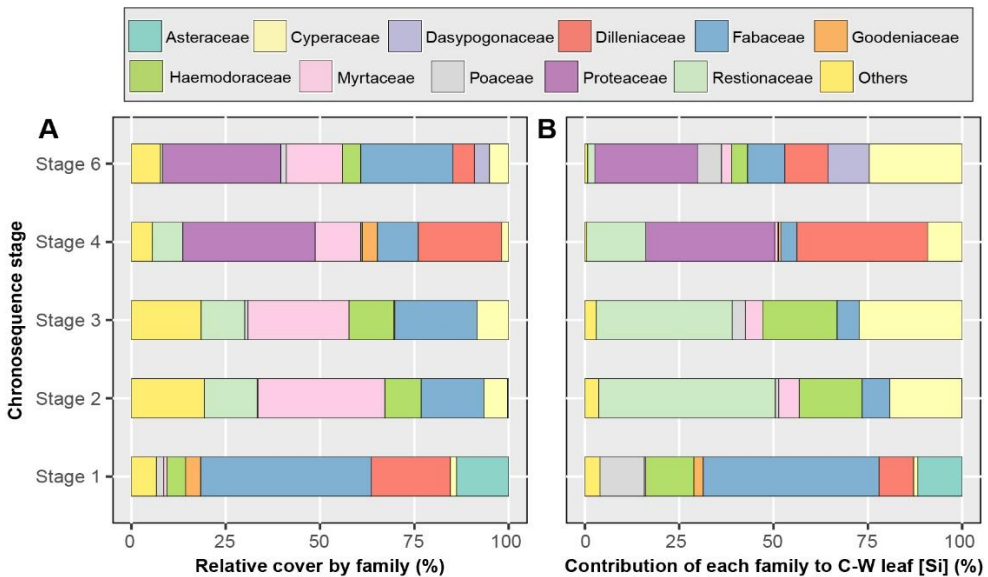 Asteraceae Cyperaceae Dasypogonaceae Dilleniaceae Fabaceae Goodeniaceae
Haemodoraceae Myrtaceae Poaceae Proteaceae Restionaceae Others
A
B
Chronosequence stage
Stage 6
Stage 4
Stage 3
Stage 2
Stage 1
0 25 50 75 100
0 25 50 75 100
Relative cover by family (%)
Contribution of each family to C-W leaf [Si] (%)